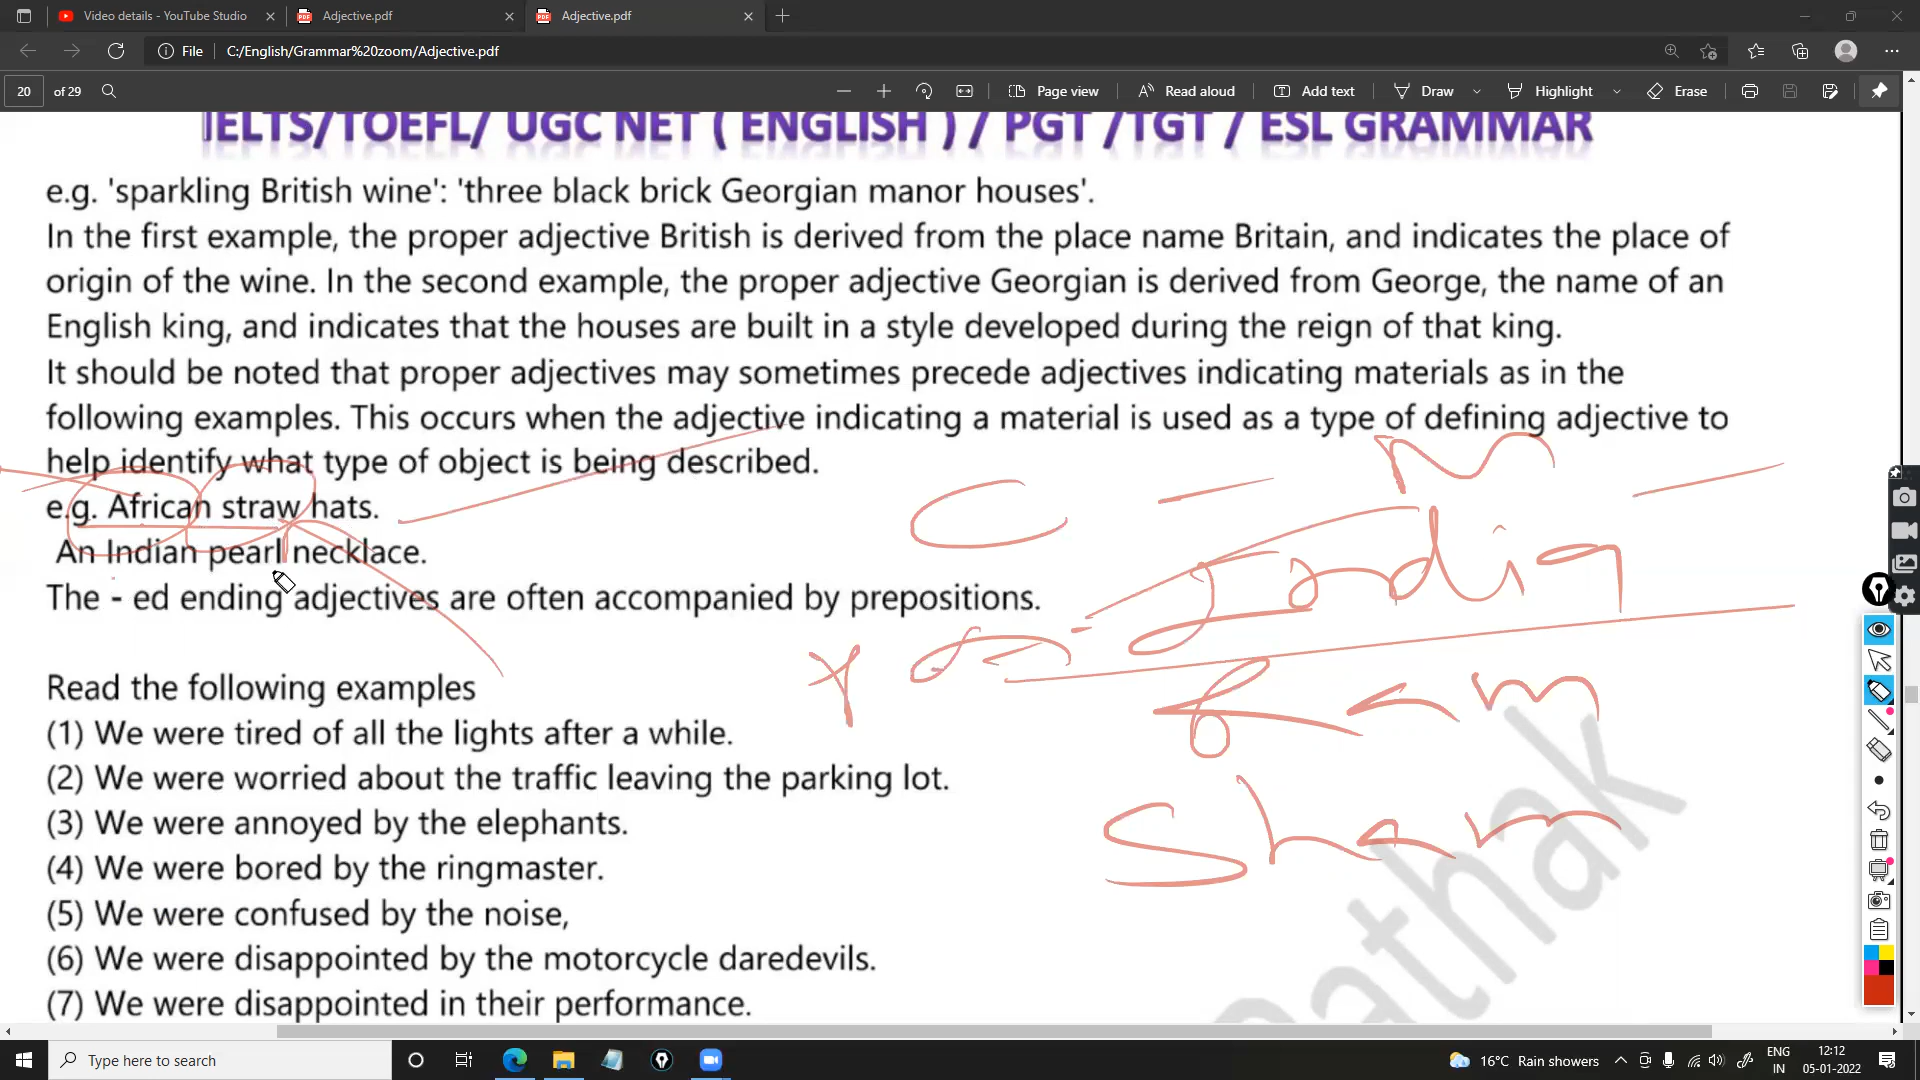 Video details - YouTube Studio
Adjective.pdf
Adjective.pdf
File
C:/English/Grammar%20zoom/Adjective.pdf
20 of 29
Page view
Read aloud
Add text
Draw
Highlight
Erase
IELTS/TOEFL/ UGC NET ( ENGLISH ) / PGT /TGT / ESL GRAMMAR
e.g. 'sparkling British wine': 'three black brick Georgian manor houses'.
In the first example, the proper adjective British is derived from the place name Britain, and indicates the place of
origin of the wine. In the second example, the proper adjective Georgian is derived from George, the name of an
English king, and indicates that the houses are built in a style developed during the reign of that king.
It should be noted that proper adjectives may sometimes precede adjectives indicating materials as in the
following examples. This occurs when the adjective indicating a material is used as a type of defining adjective to
help identify what type of object is being described.
e.g. African straw hats.
An Indian pearl necklace.
The - ed ending adjectives are often accompanied by prepositions.
C
India
Sham
Read the following examples
(1) We were tired of all the lights after a while.
(2) We were worried about the traffic leaving the parking lot.
(3) We were annoyed by the elephants.
(4) We were bored by the ringmaster.
(5) We were confused by the noise,
(6) We were disappointed by the motorcycle daredevils.
(7) We were disappointed in their performance.
athak
Type here to search
16°C Rain showers
ENG
IN
12:12
05-01-2022